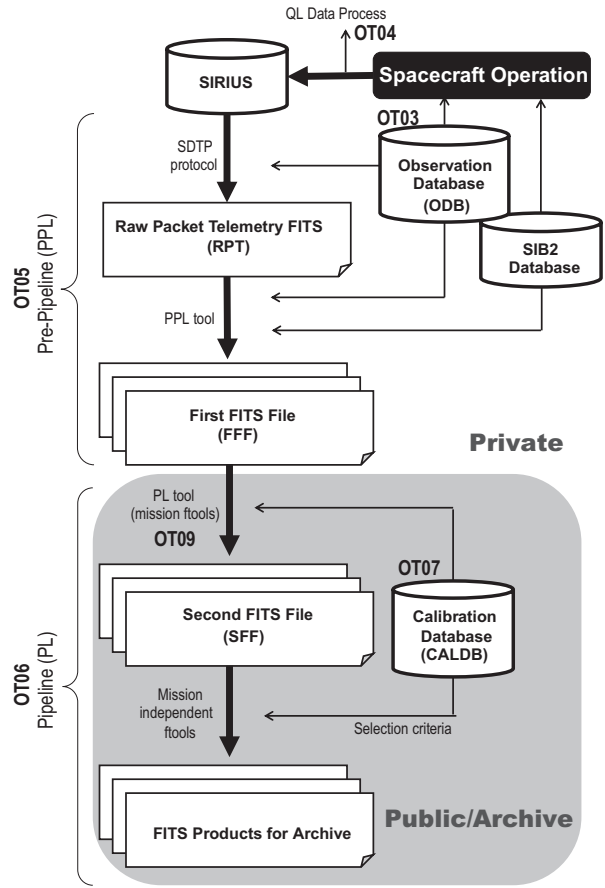 QL Data Process
OT04
SIRIUS
Spacecraft Operation
OT03
SDTP
protocol
Observation
Database
(ODB)
Raw Packet Telemetry FITS
(RPT)
SIB2
Database
OT05
Pre-Pipeline (PPL)
PPL tool
First FITS File
(FFF)
Private
PL tool
(mission ftools)
OT09
OT07
Second FITS File
(SFF)
Calibration
Database
(CALDB)
OT06
Pipeline (PL)
Mission
independent
ftools
Selection criteria
Public/Archive
FITS Products for Archive